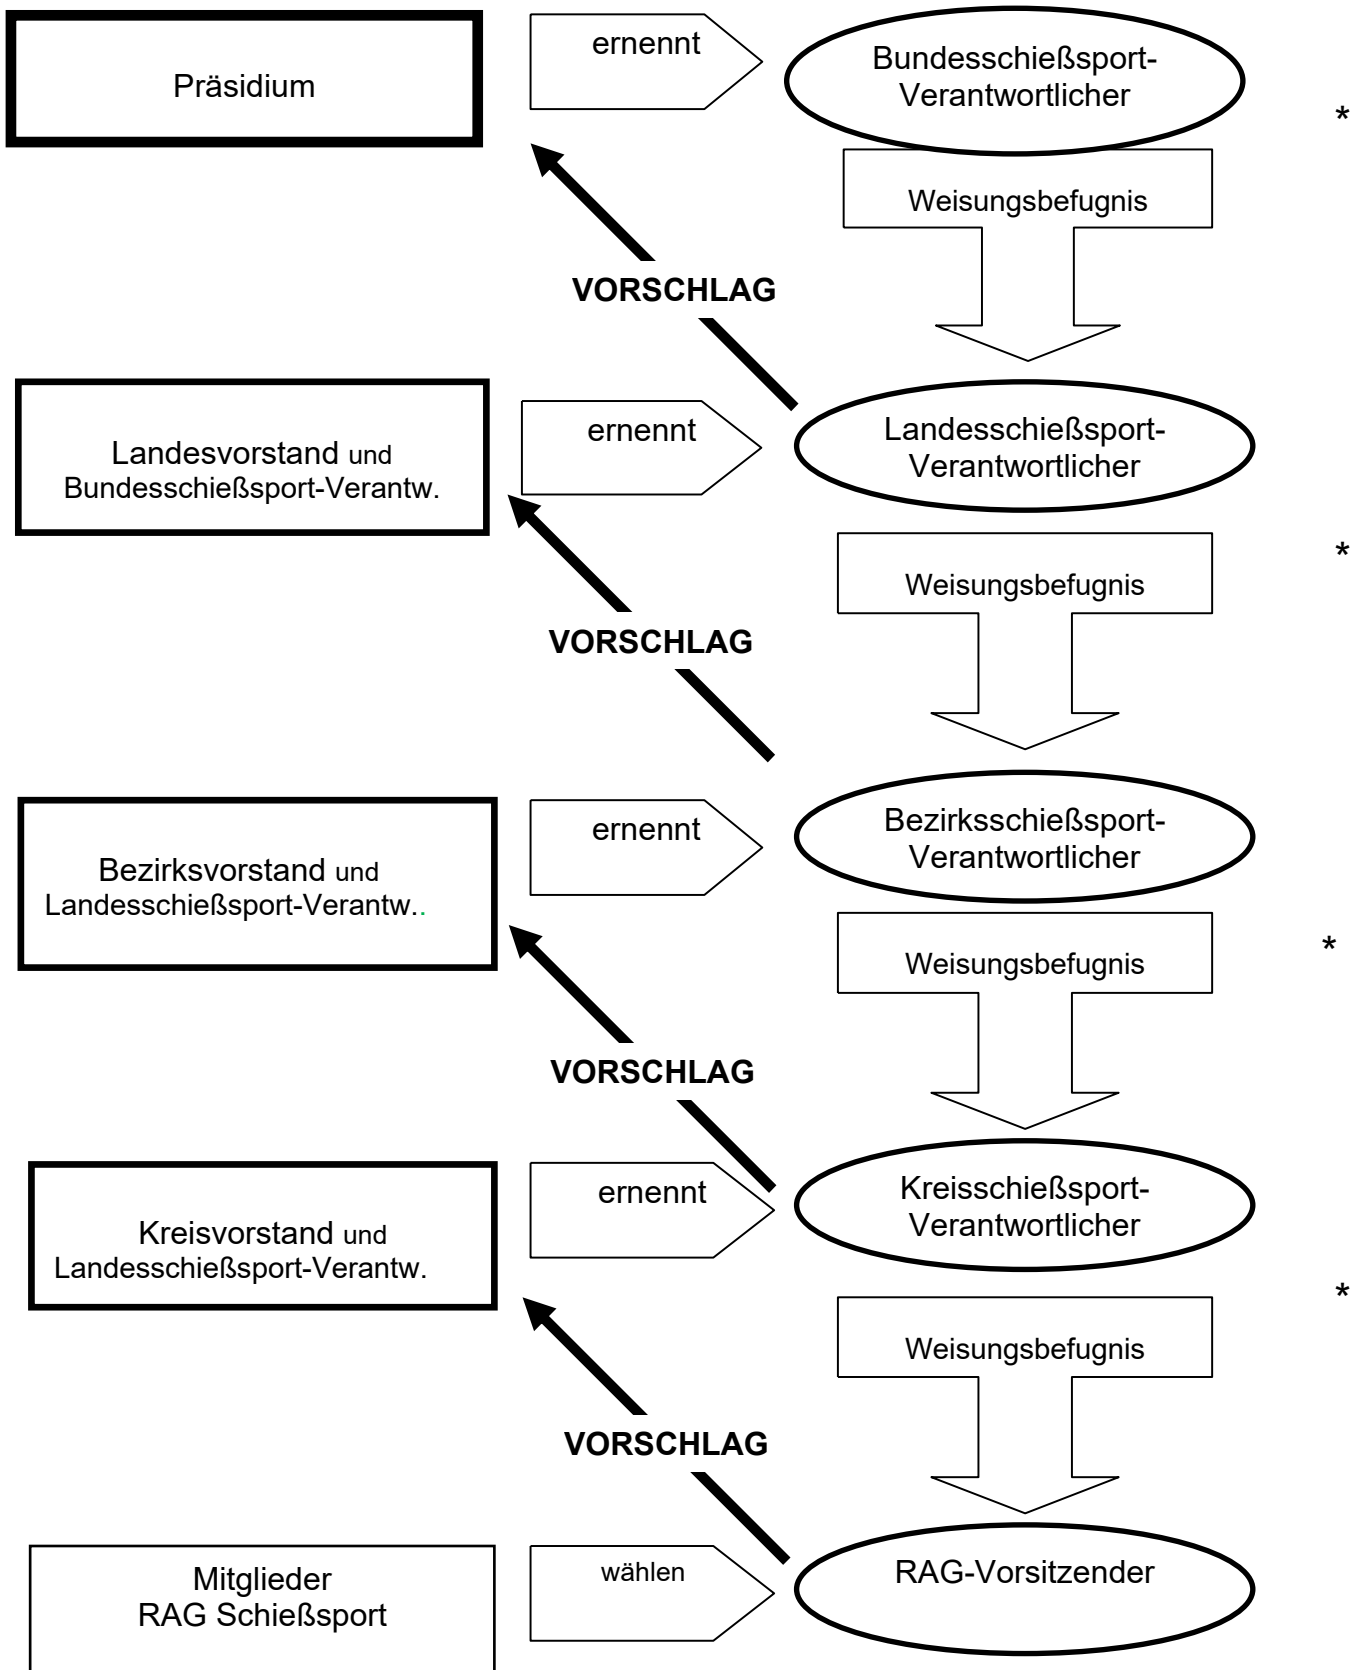 Präsidium
ernennt
Bundesschießsport-
Verantwortlicher
*
Weisungsbefugnis
VORSCHLAG
Landesvorstand und
Bundesschießsport-Verantw.
ernennt
Landesschießsport-
Verantwortlicher
*
Weisungsbefugnis
VORSCHLAG
Bezirksvorstand und
Landesschießsport-Verantw..
ernennt
Bezirksschießsport-
Verantwortlicher
*
Weisungsbefugnis
VORSCHLAG
Kreisvorstand und
Landesschießsport-Verantw.
ernennt
Kreisschießsport-
Verantwortlicher
*
Weisungsbefugnis
VORSCHLAG
Mitglieder
RAG Schießsport
wählen
RAG-Vorsitzender